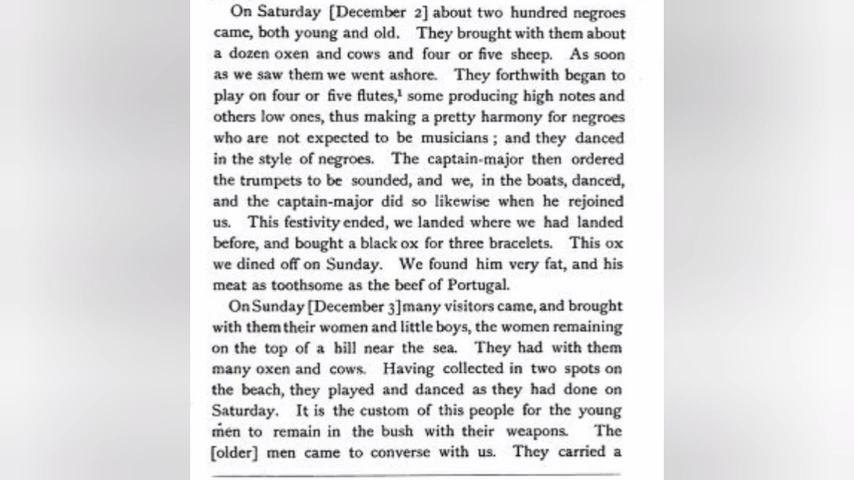 On Saturday [December 2] about two hundred negroes
came, both young and old. They brought with them about
a dozen oxen and cows and four or five sheep. As soon
as we saw them we went ashore. They forthwith began to
play on four or five flutes,¹ some producing high notes and
others low ones, thus making a pretty harmony for negroes
who are not expected to be musicians ; and they danced
in the style of negroes. The captain-major then ordered
the trumpets to be sounded, and we, in the boats, danced,
and the captain-major did so likewise when he rejoined
us. This festivity ended, we landed where we had landed
before, and bought a black ox for three bracelets. This ox
we dined off on Sunday. We found him very fat, and his
meat as toothsome as the beef of Portugal.
On Sunday [December 3] many visitors came, and brought
with them their women and little boys, the women remaining
on the top of a hill near the sea. They had with them
many oxen and cows. Having collected in two spots on
the beach, they played and danced as they had done on
Saturday. It is the custom of this people for the young
men to remain in the bush with their weapons. The
[older] men came to converse with us. They carried a